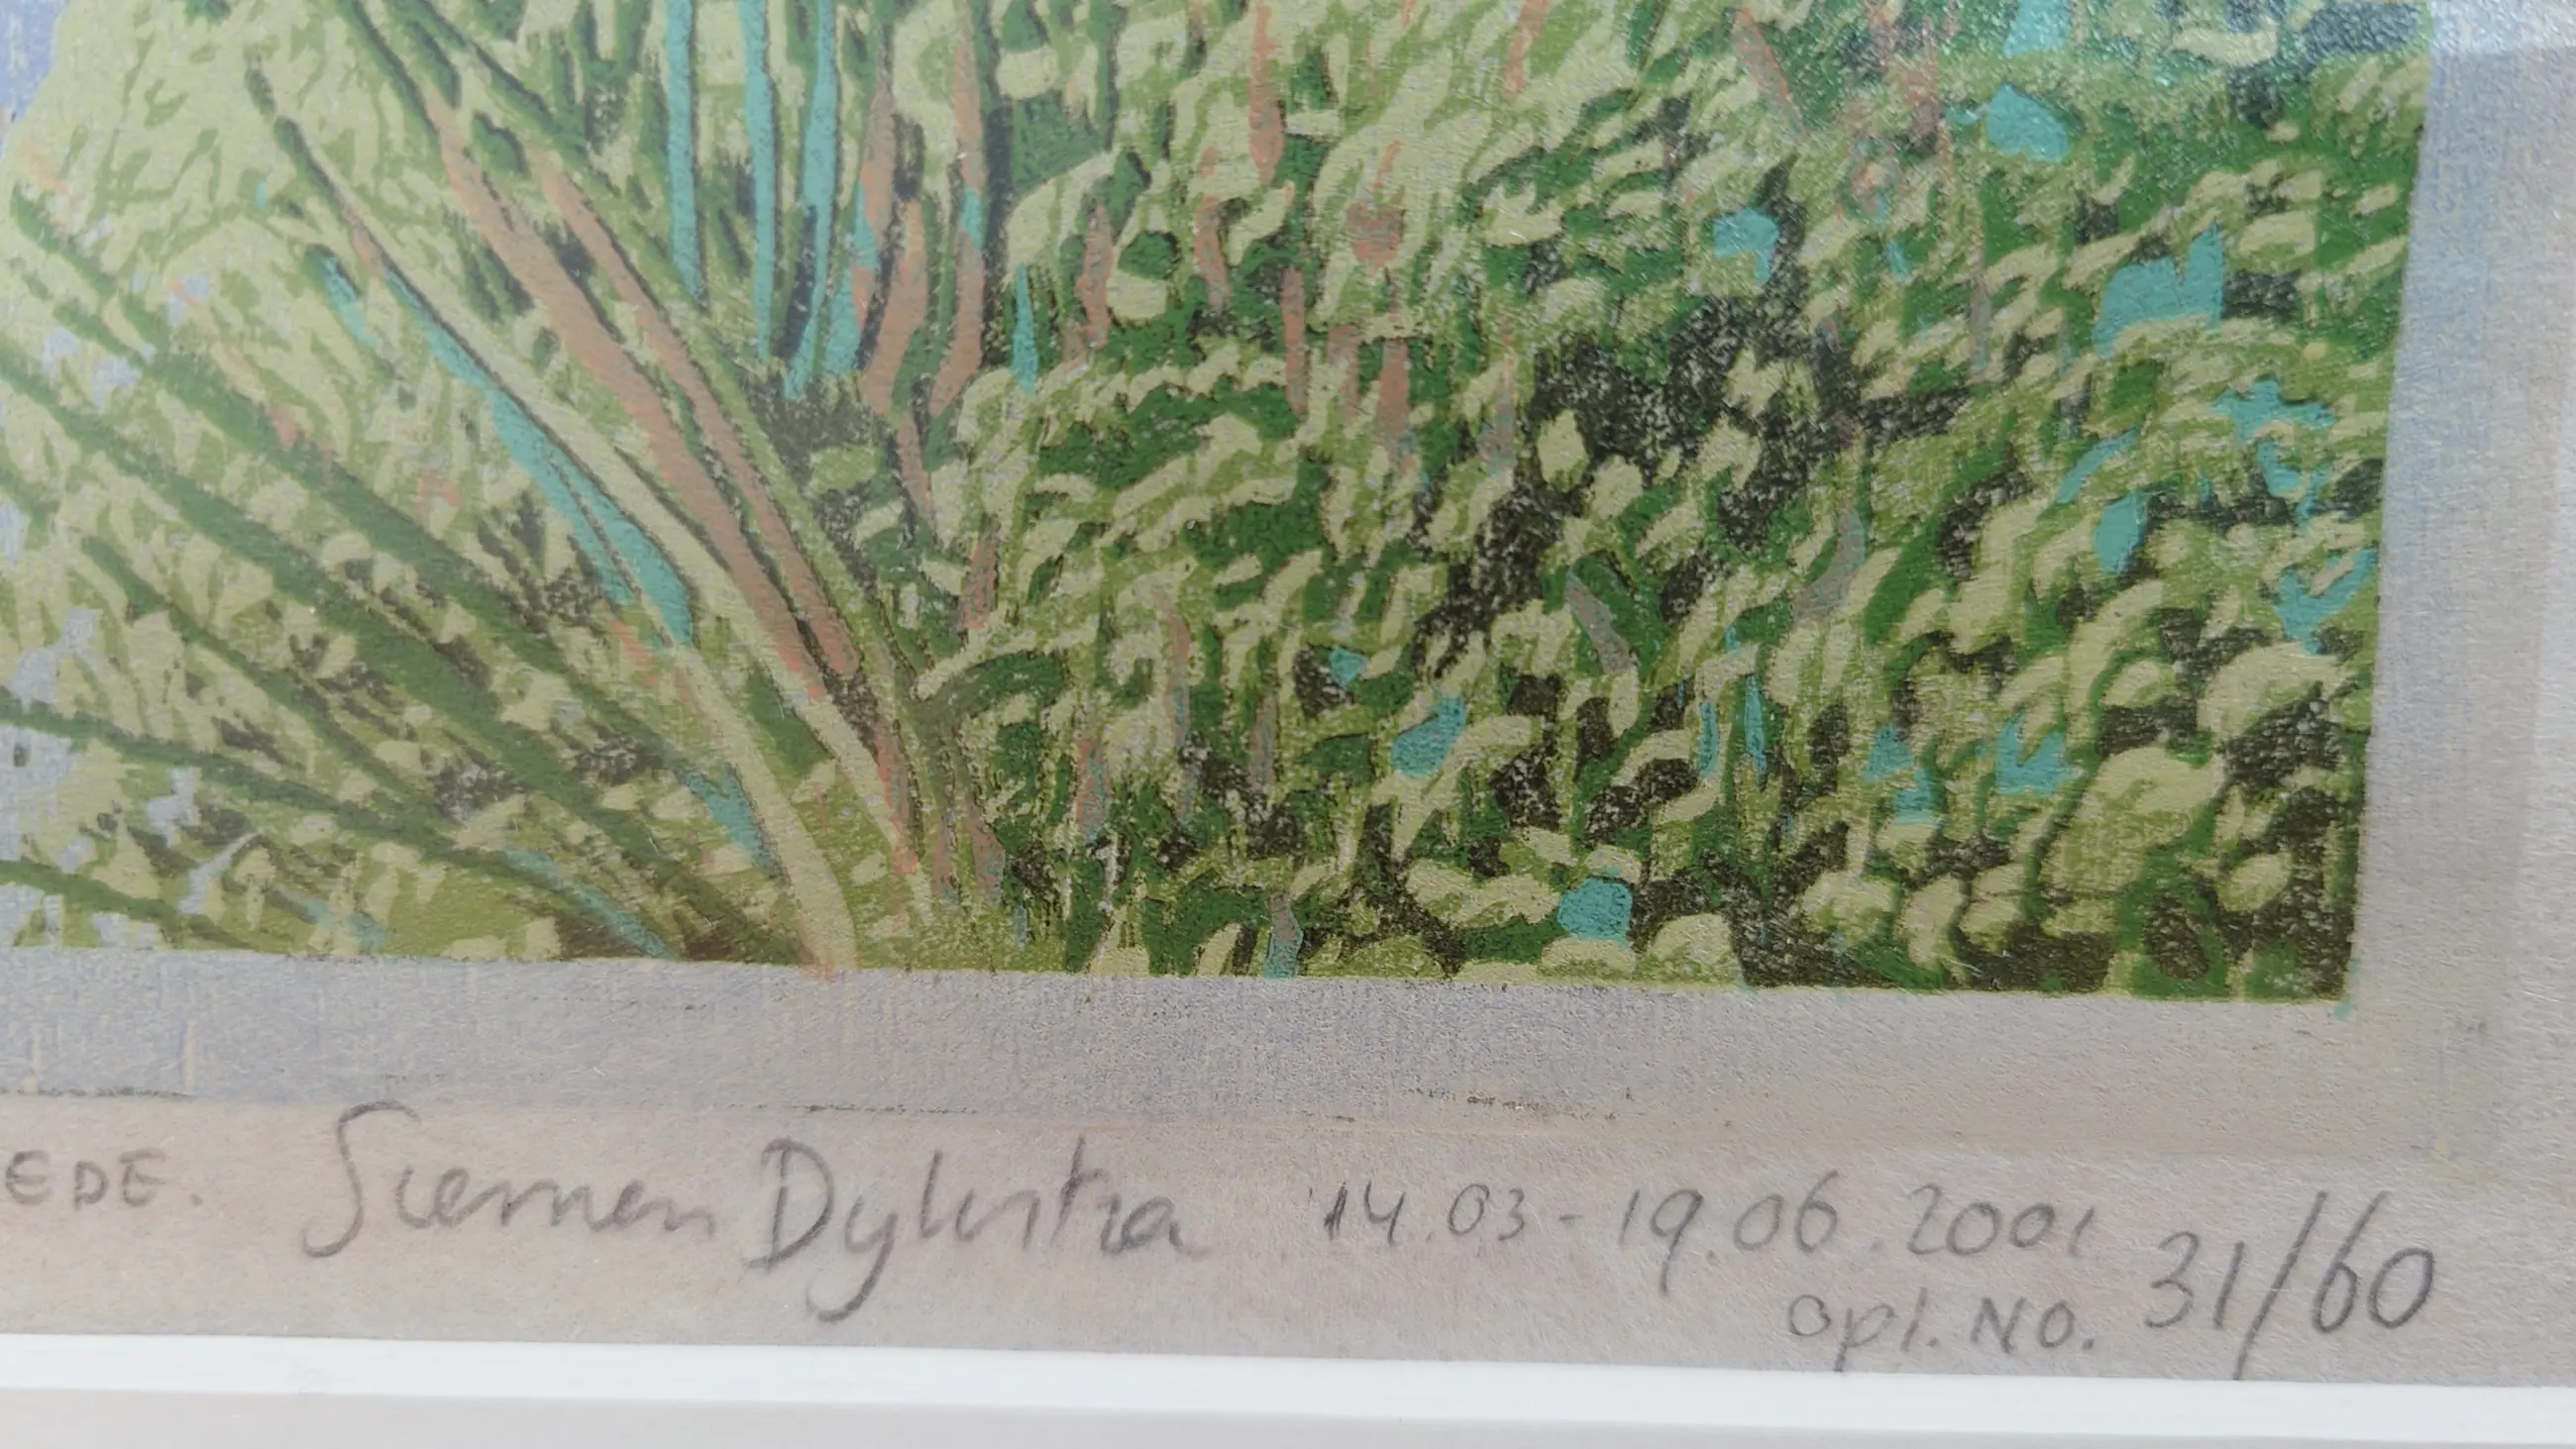 EDE. Siemen Dijkstra 14.03-19.06.2001 31/60
opl. NO.